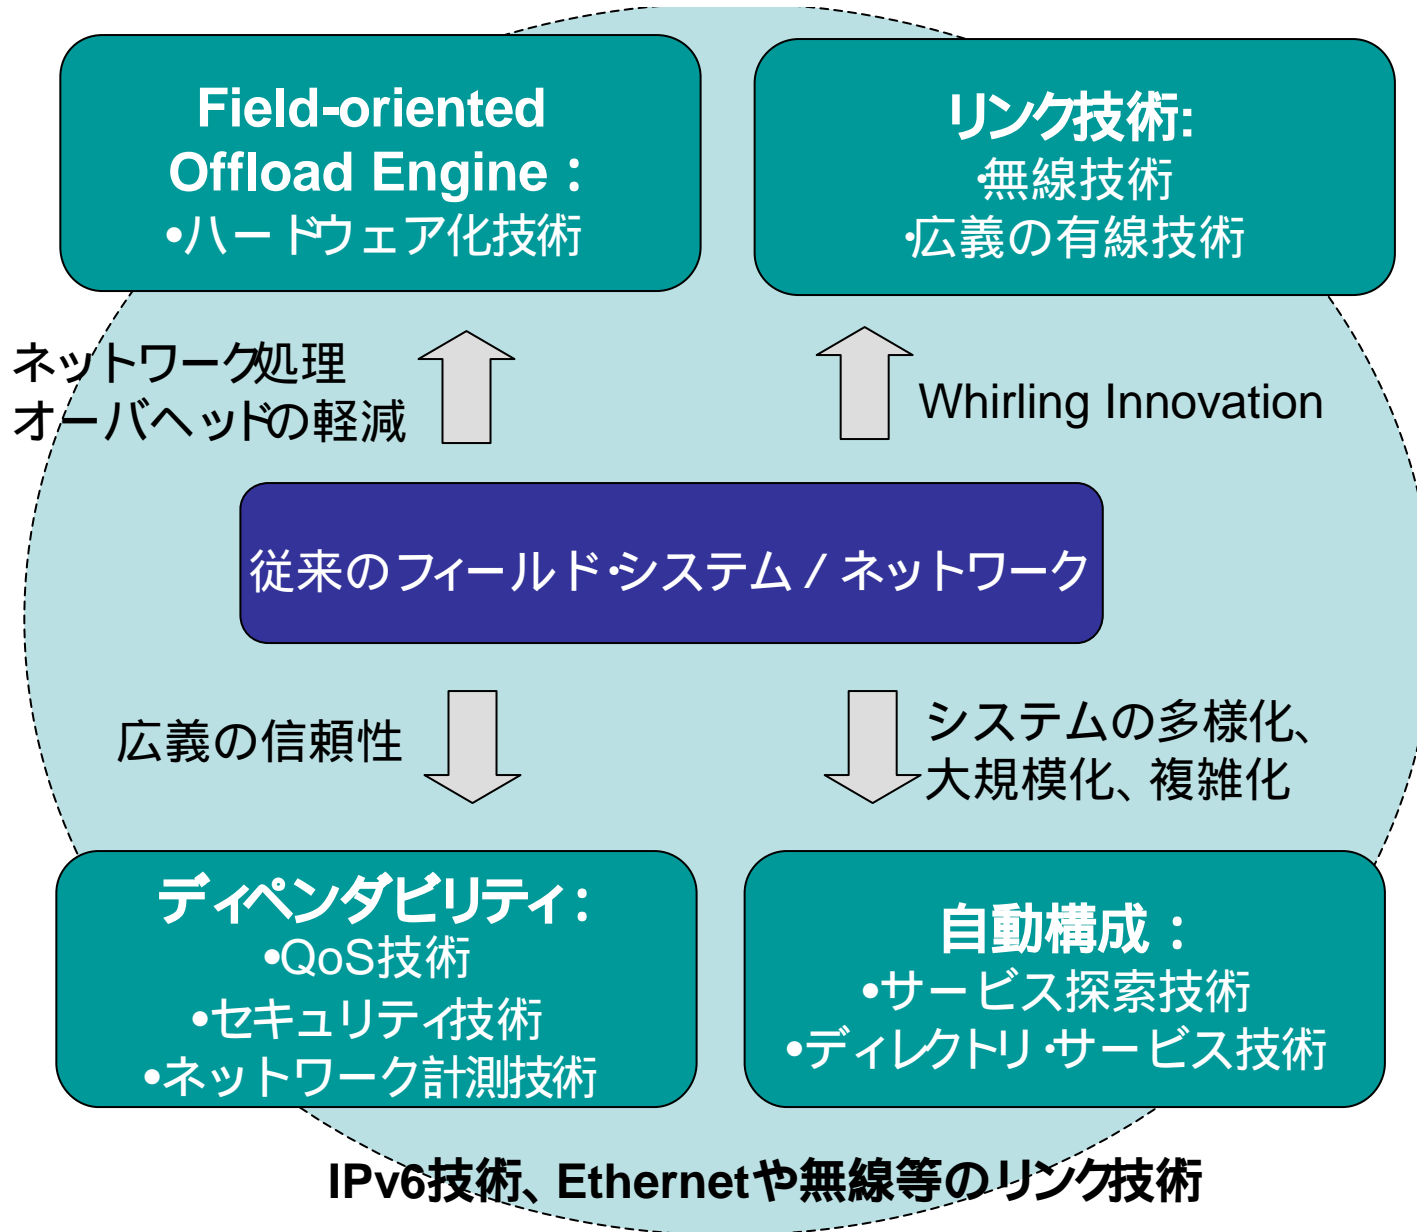 Field-oriented
Offload Engine：
•ハードウェア化技術
リンク技術:
・無線技術
・広義の有線技術
ネットワーク処理
オーバヘッドの軽減
Whirling Innovation
従来のフィールド・システム / ネットワーク
広義の信頼性
システムの多様化、
大規模化、複雑化
ディペンダビリティ:
•QoS技術
•セキュリティ技術
•ネットワーク計測技術
自動構成：
•サービス探索技術
•ディレクトリ・サービス技術
IPv6技術、Ethernetや無線等のリンク技術